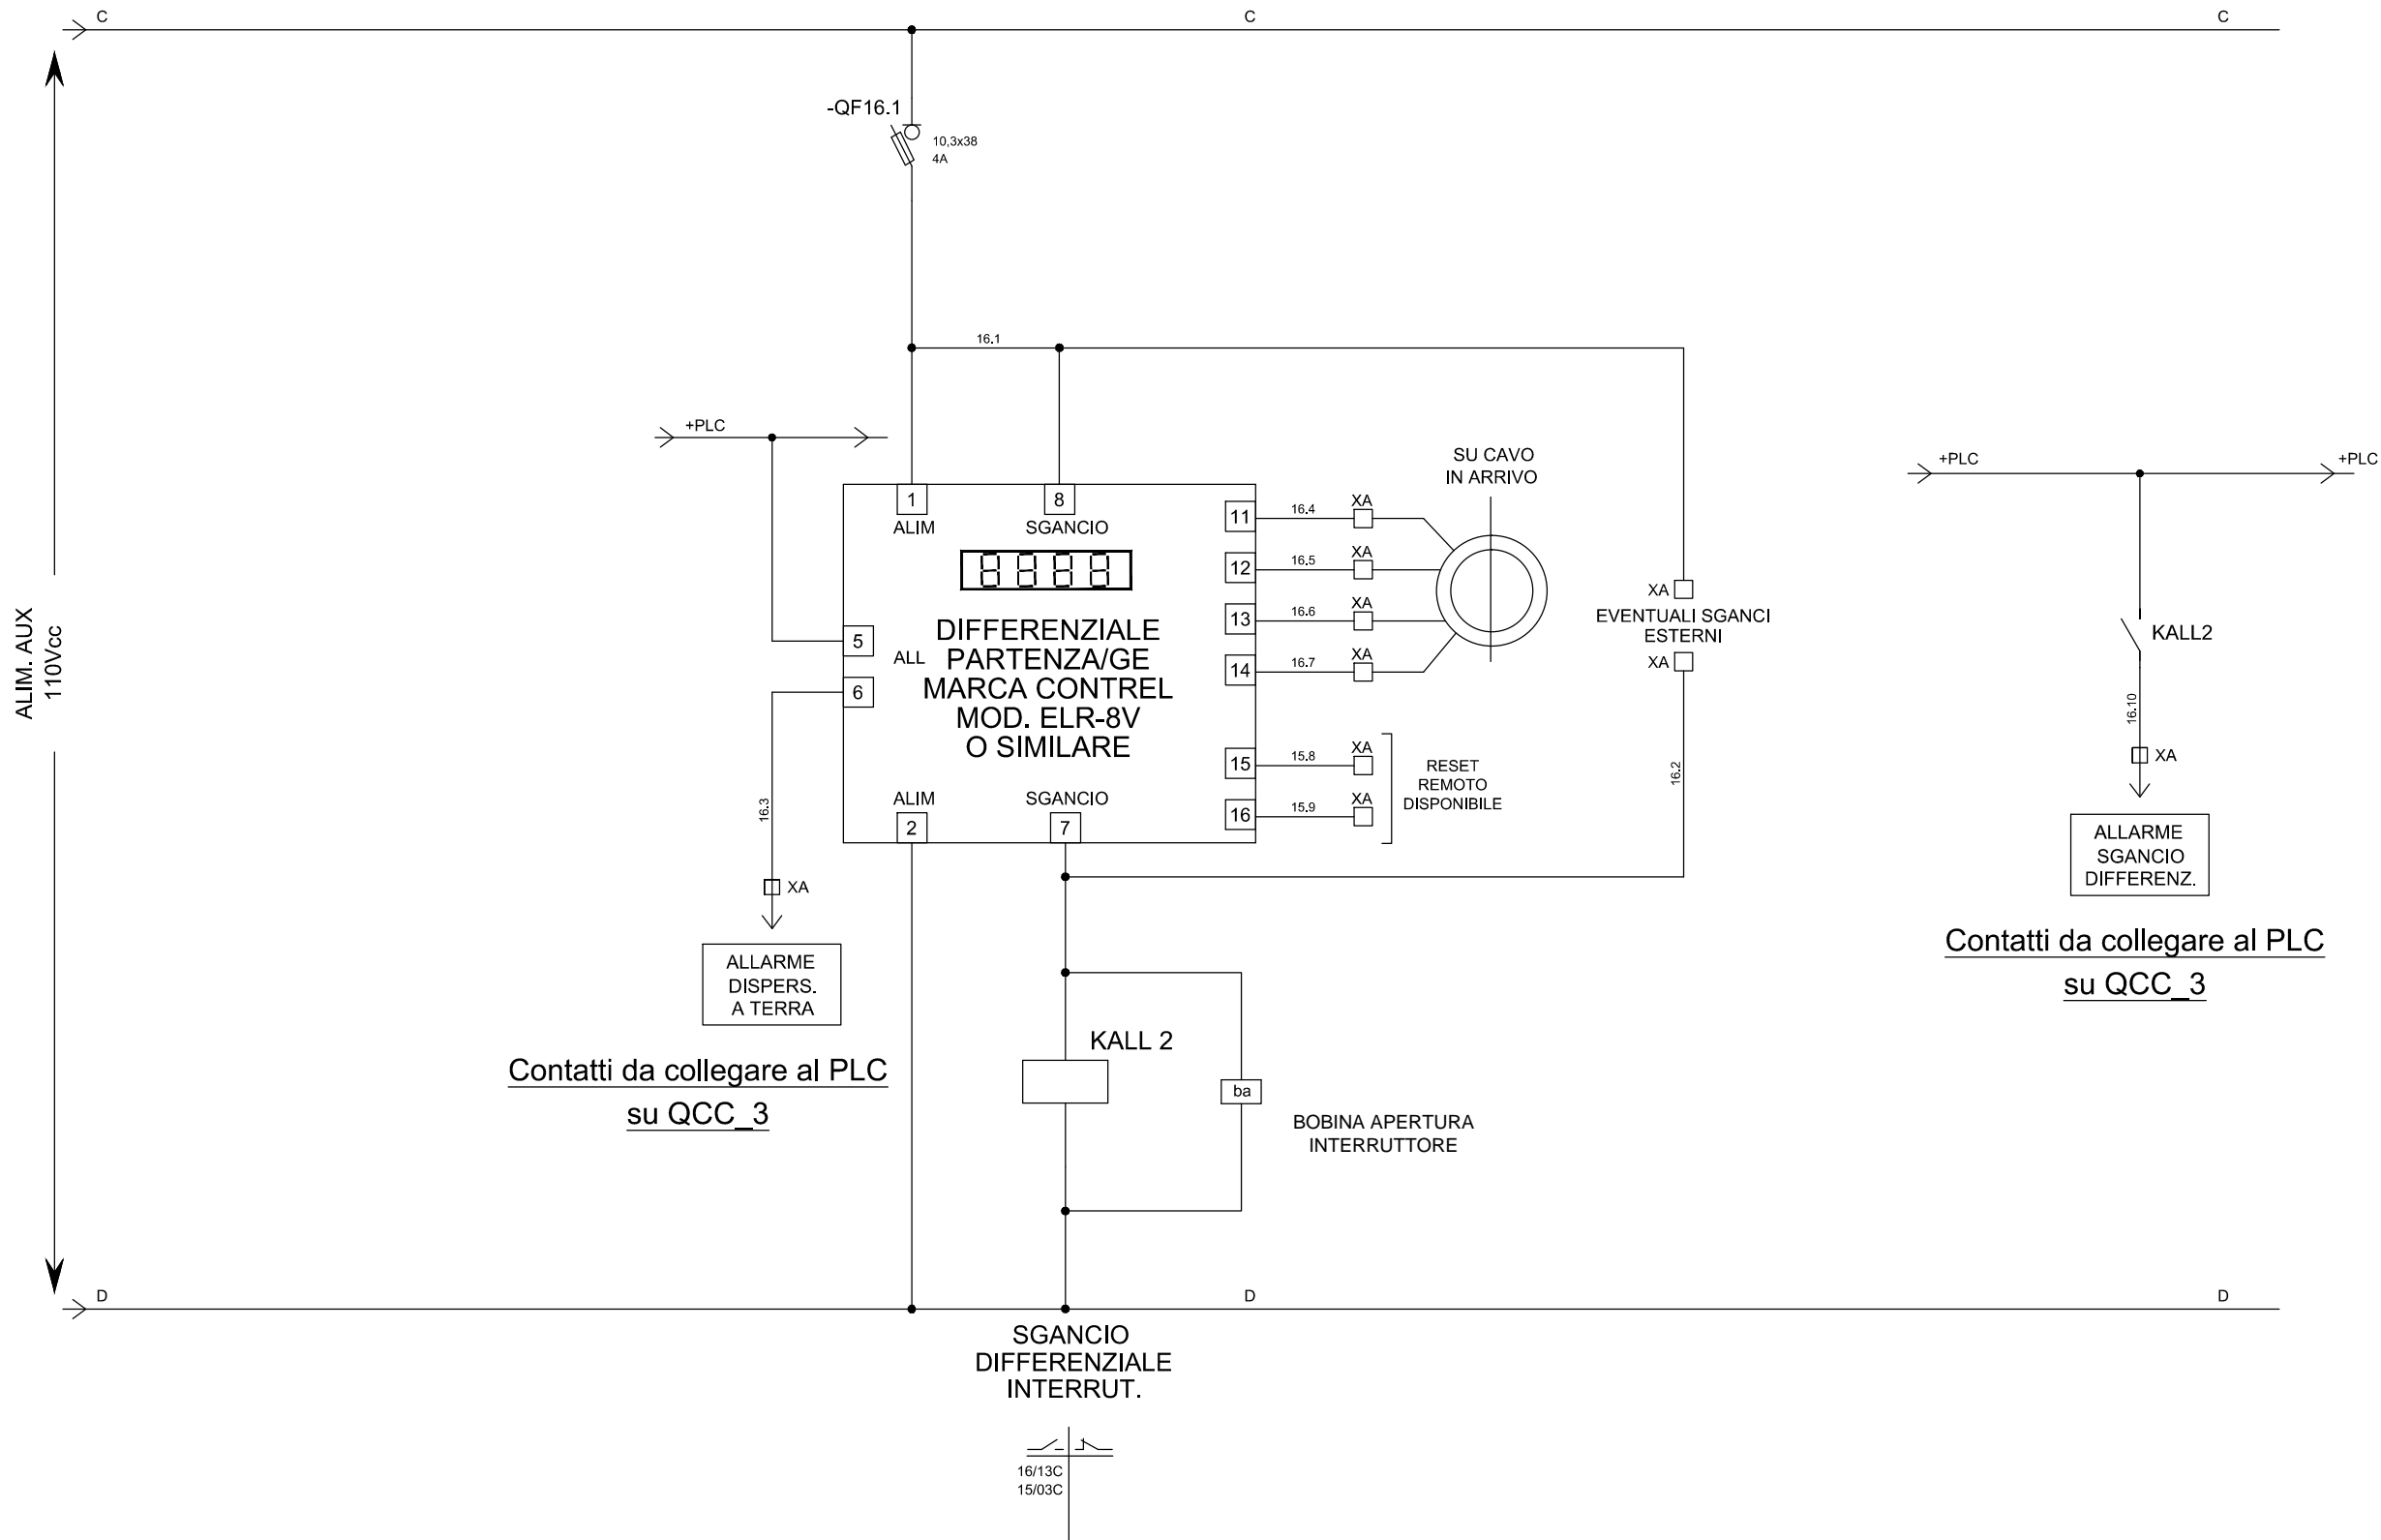 C
C
C
-QF16.1
10,3x38
4A
16.1
+PLC
SU CAVO
IN ARRIVO
+PLC
+PLC
1
8
ALIM
SGANCIO
8888
11
16.4
XA
12
16.5
XA
13
16.6
XA
14
16.7
XA
XA
EVENTUALI SGANCI
ESTERNI
XA
KALL2
ALIM. AUX
110Vcc
5
ALL
6
DIFFERENZIALE
PARTENZA/GE
MARCA CONTREL
MOD. ELR-8V
O SIMILARE
16.10
XA
15
15.8
XA
16
15.9
XA
RESET
REMOTO
DISPONIBILE
16.2
16.3
ALIM
SGANCIO
2
7
XA
ALLARME
SGANCIO
DIFFERENZ.
Contatti da collegare al PLC
su QCC_3
ALLARME
DISPERS.
A TERRA
Contatti da collegare al PLC
su QCC_3
KALL 2
ba
BOBINA APERTURA
INTERRUTTORE
D
D
D
SGANCIO
DIFFERENZIALE
INTERRUT.
16/13C
15/03C